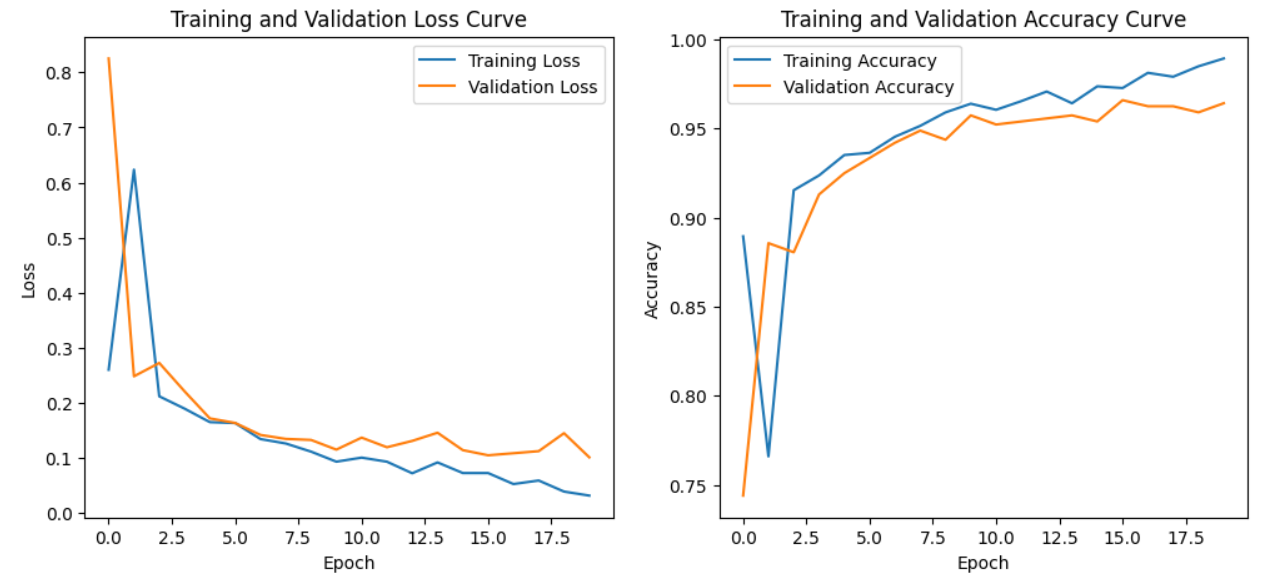 Training and Validation Loss Curve
Training Loss
Validation Loss
0.8
0.7
0.6
0.5
0.4
0.3
0.2
0.1
0.0
Loss
0.0 2.5 5.0 7.5 10.0 12.5 15.0 17.5
Epoch
Training and Validation Accuracy Curve
Training Accuracy
Validation Accuracy
1.00
0.95
0.90
0.85
0.80
0.75
Accuracy
0.0 2.5 5.0 7.5 10.0 12.5 15.0 17.5
Epoch